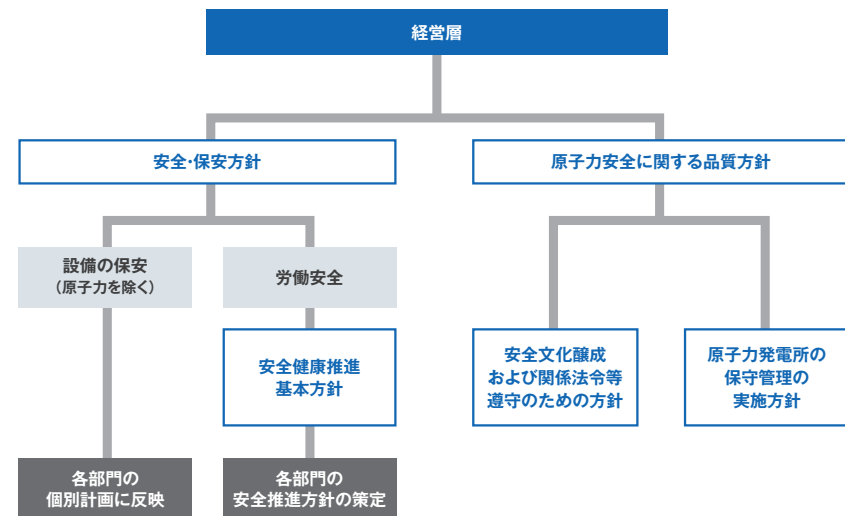 経営層
安全・保安方針
原子力安全に関する品質方針
設備の保安
（原子力を除く）
労働安全
安全健康推進
基本方針
安全文化醸成
および関係法令等
遵守のための方針
原子力発電所の
保守管理の
実施方針
各部門の
個別計画に反映
各部門の
安全推進方針の策定